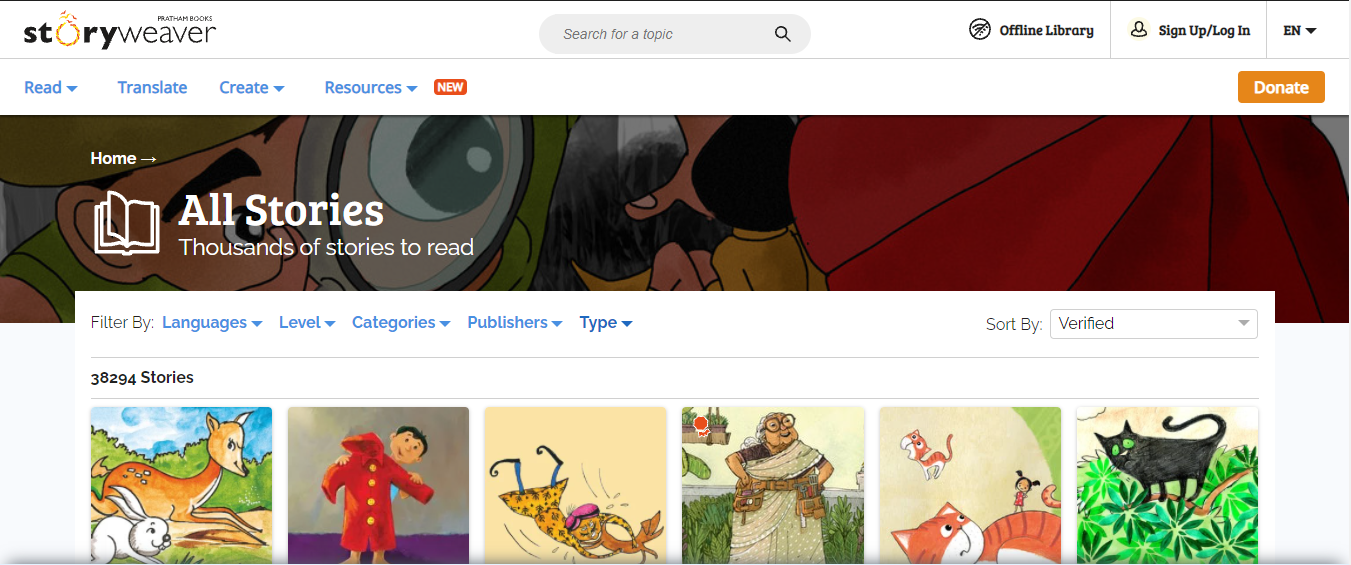 PRATHAM BOOKS
storyweaver
Search for a topic
Offline Library
Sign Up/Log In
EN
Read
Translate
Create
Resources
NEW
Donate
Home →
All Stories
Thousands of stories to read
Filter By: Languages Level Categories Publishers Type
Sort By: Verified
38294 Stories